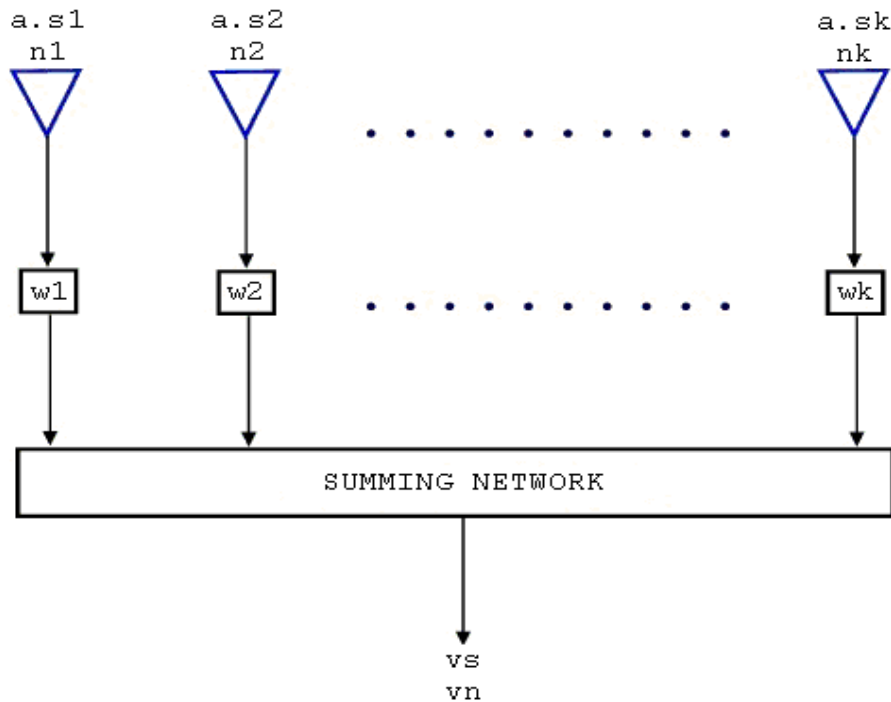 a.s1 a.s2 a.sk
n1 n2 nk
w1 w2 wk
SUMMING NETWORK
vs
vn